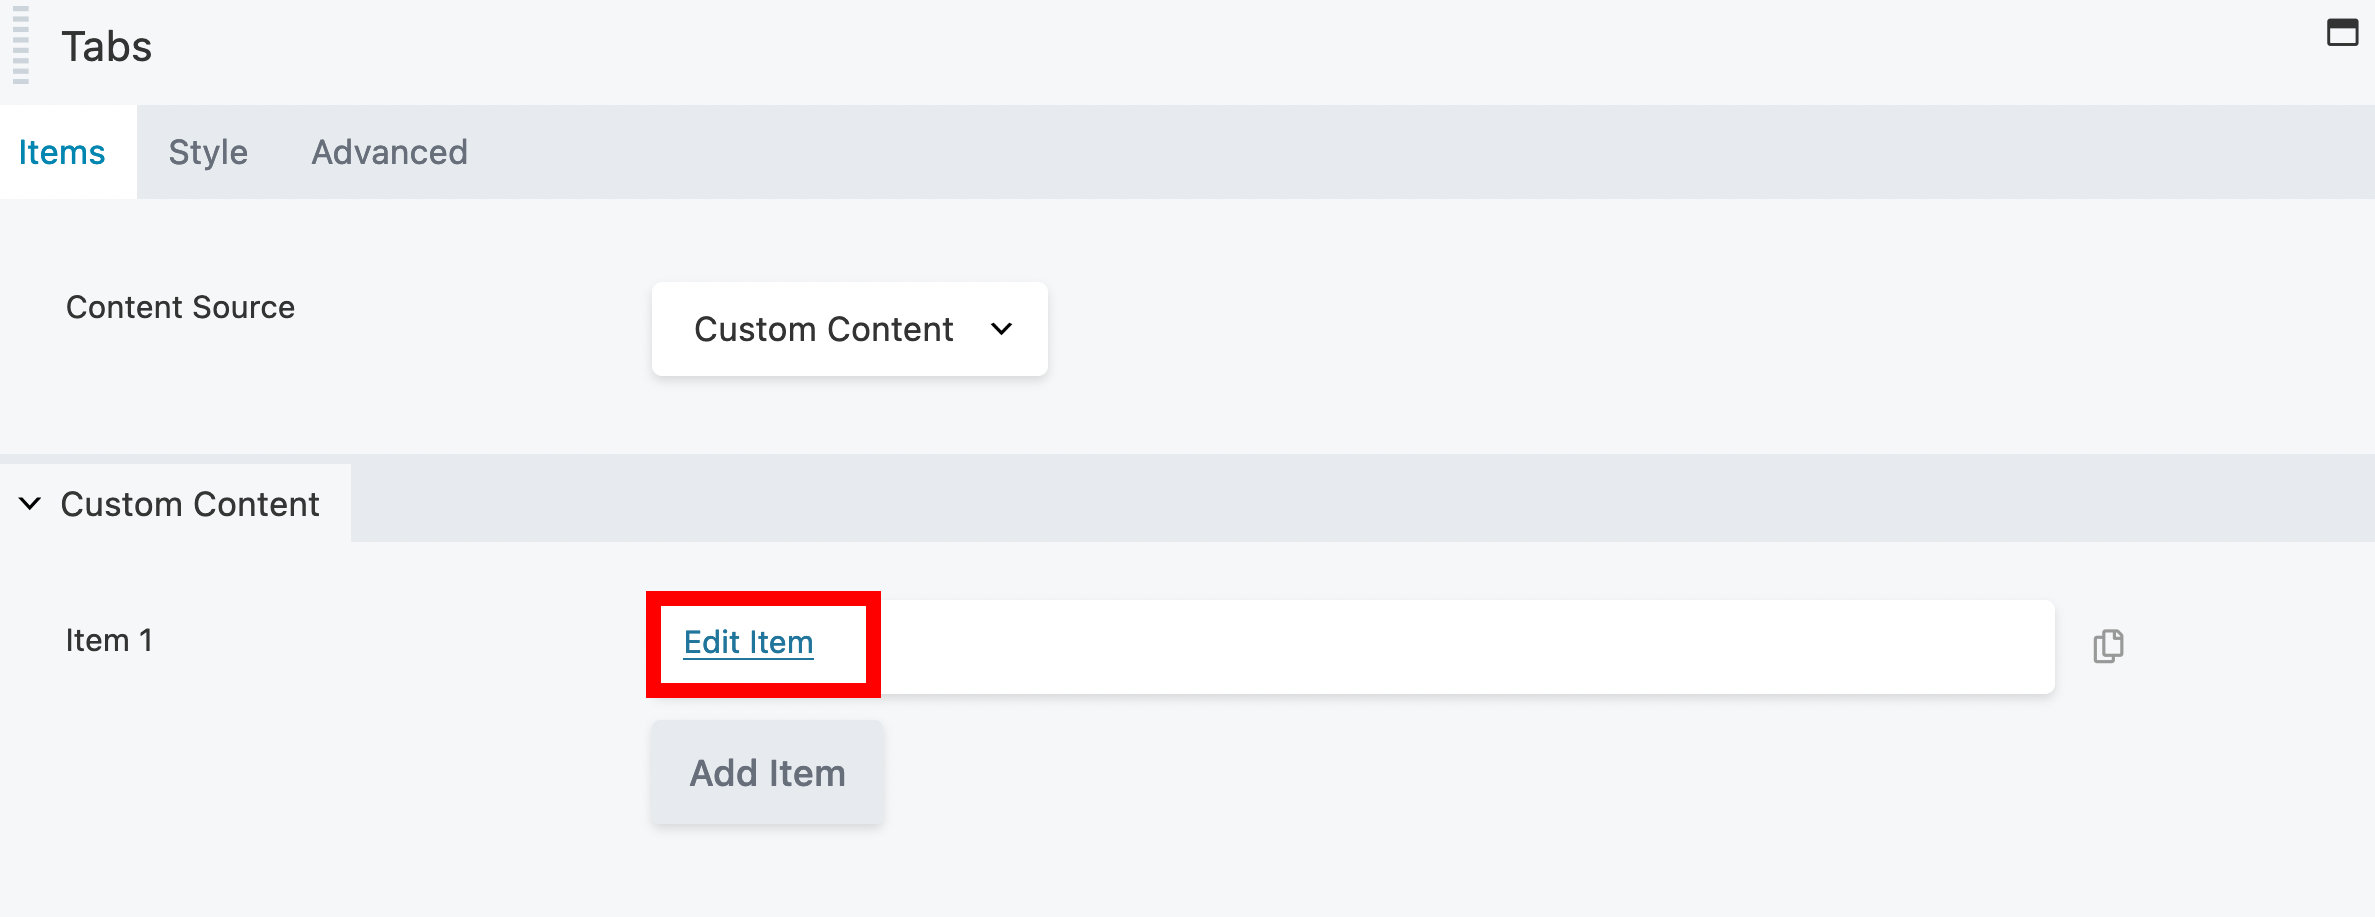 Tabs
Items Style Advanced
Content Source
Custom Content
Custom Content
Item 1
Edit Item
Add Item